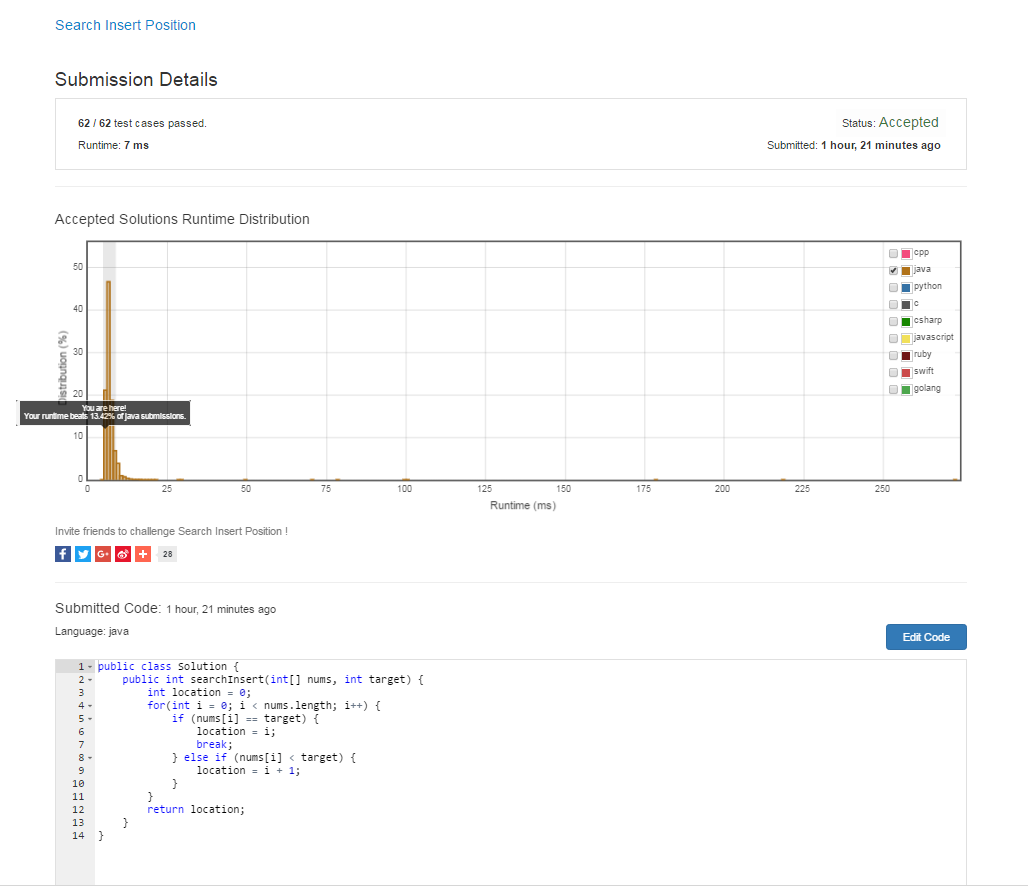 Search Insert Position
Submission Details
62 / 62 test cases passed.
Status: Accepted
Runtime: 7 ms
Submitted: 1 hour, 21 minutes ago
Accepted Solutions Runtime Distribution
cpp
java
python
c
csharp
javascript
ruby
swift
golang
Distribution (%)
50
40
30
20
10
0
You are here!
Your runtime beats 13.42% of java submissions.
0 25 50 75 100 125 150 175 200 225 250
Runtime (ms)
Invite friends to challenge Search Insert Position !
f G+ + 28
Submitted Code: 1 hour, 21 minutes ago
Language: java
Edit Code
1 public class Solution {
2 public int searchInsert(int[] nums, int target) {
3 int location = 0;
4 for(int i = 0; i < nums.length; i++) {
5 if (nums[i] == target) {
6 location = i;
7 break;
8 } else if (nums[i] < target) {
9 location = i + 1;
10 }
11 }
12 return location;
13 }
14 }